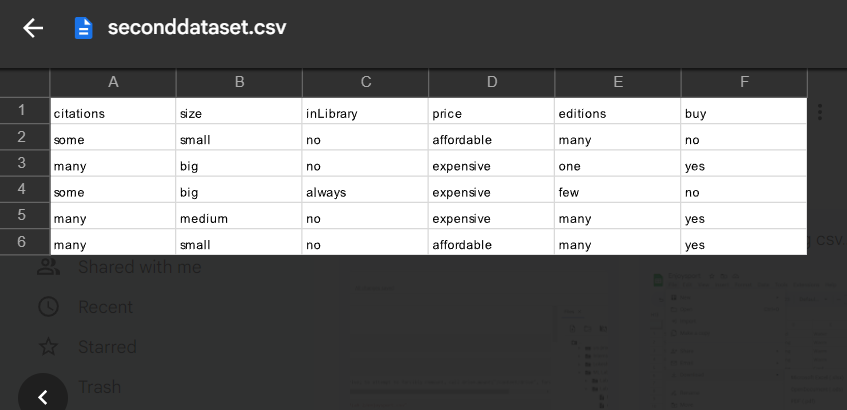 seconddataset.csv
A B C D E F
1 citations size inLibrary price editions buy
2 some small no affordable many no
3 many big no expensive one yes
4 some big always expensive few no
5 many medium no expensive many yes
6 many small no affordable many yes
csv
Shared with me
Recent
Starred
Trash